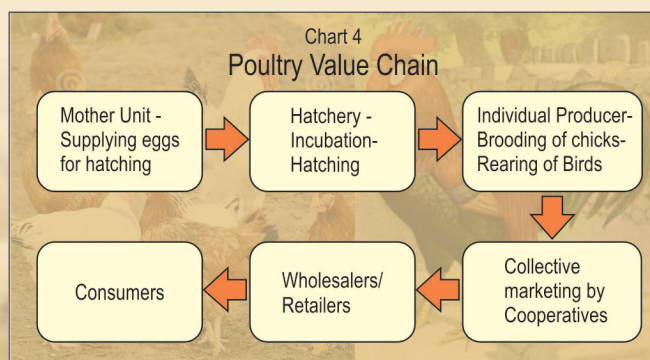 Chart 4
Poultry Value Chain
Mother Unit -
Supplying eggs
for hatching
Hatchery -
Incubation-
Hatching
Individual Producer-
Brooding of chicks-
Rearing of Birds
Collective
marketing by
Cooperatives
Wholesalers/
Retailers
Consumers